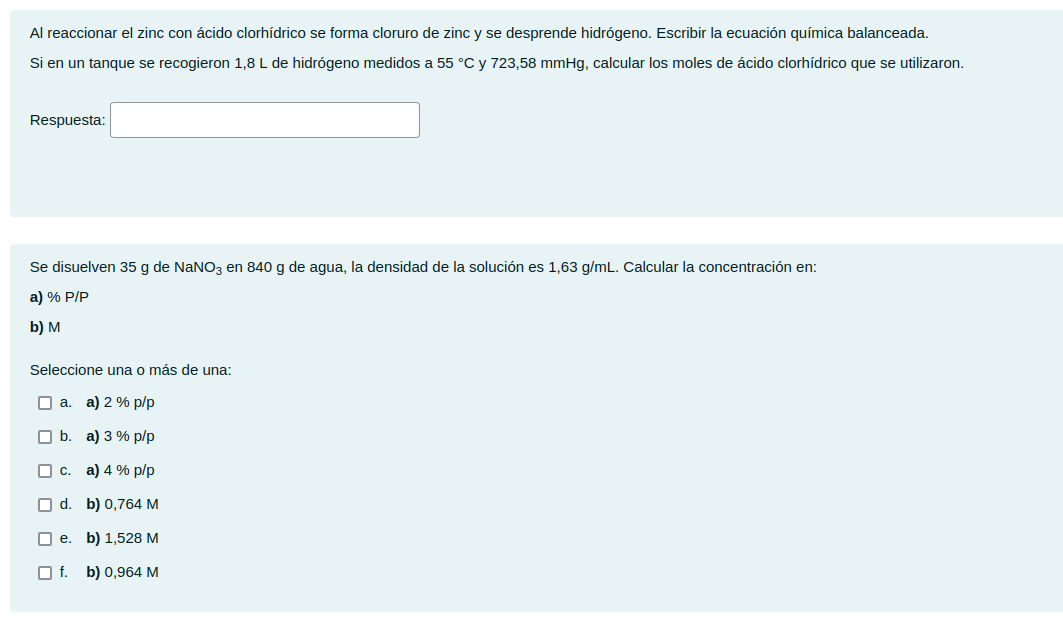 Al reaccionar el zinc con ácido clorhídrico se forma cloruro de zinc y se desprende hidrógeno. Escribir la ecuación química balanceada.
Si en un tanque se recogieron 1,8 L de hidrógeno medidos a 55 °C y 723,58 mmHg, calcular los moles de ácido clorhídrico que se utilizaron.
Respuesta:
Se disuelven 35 g de NaNO₃ en 840 g de agua, la densidad de la solución es 1,63 g/mL. Calcular la concentración en:
a) % P/P
b) M
Seleccione una o más de una:
a. a) 2 % p/p
b. a) 3 % p/p
c. a) 4 % p/p
d. b) 0,764 M
e. b) 1,528 M
f. b) 0,964 M